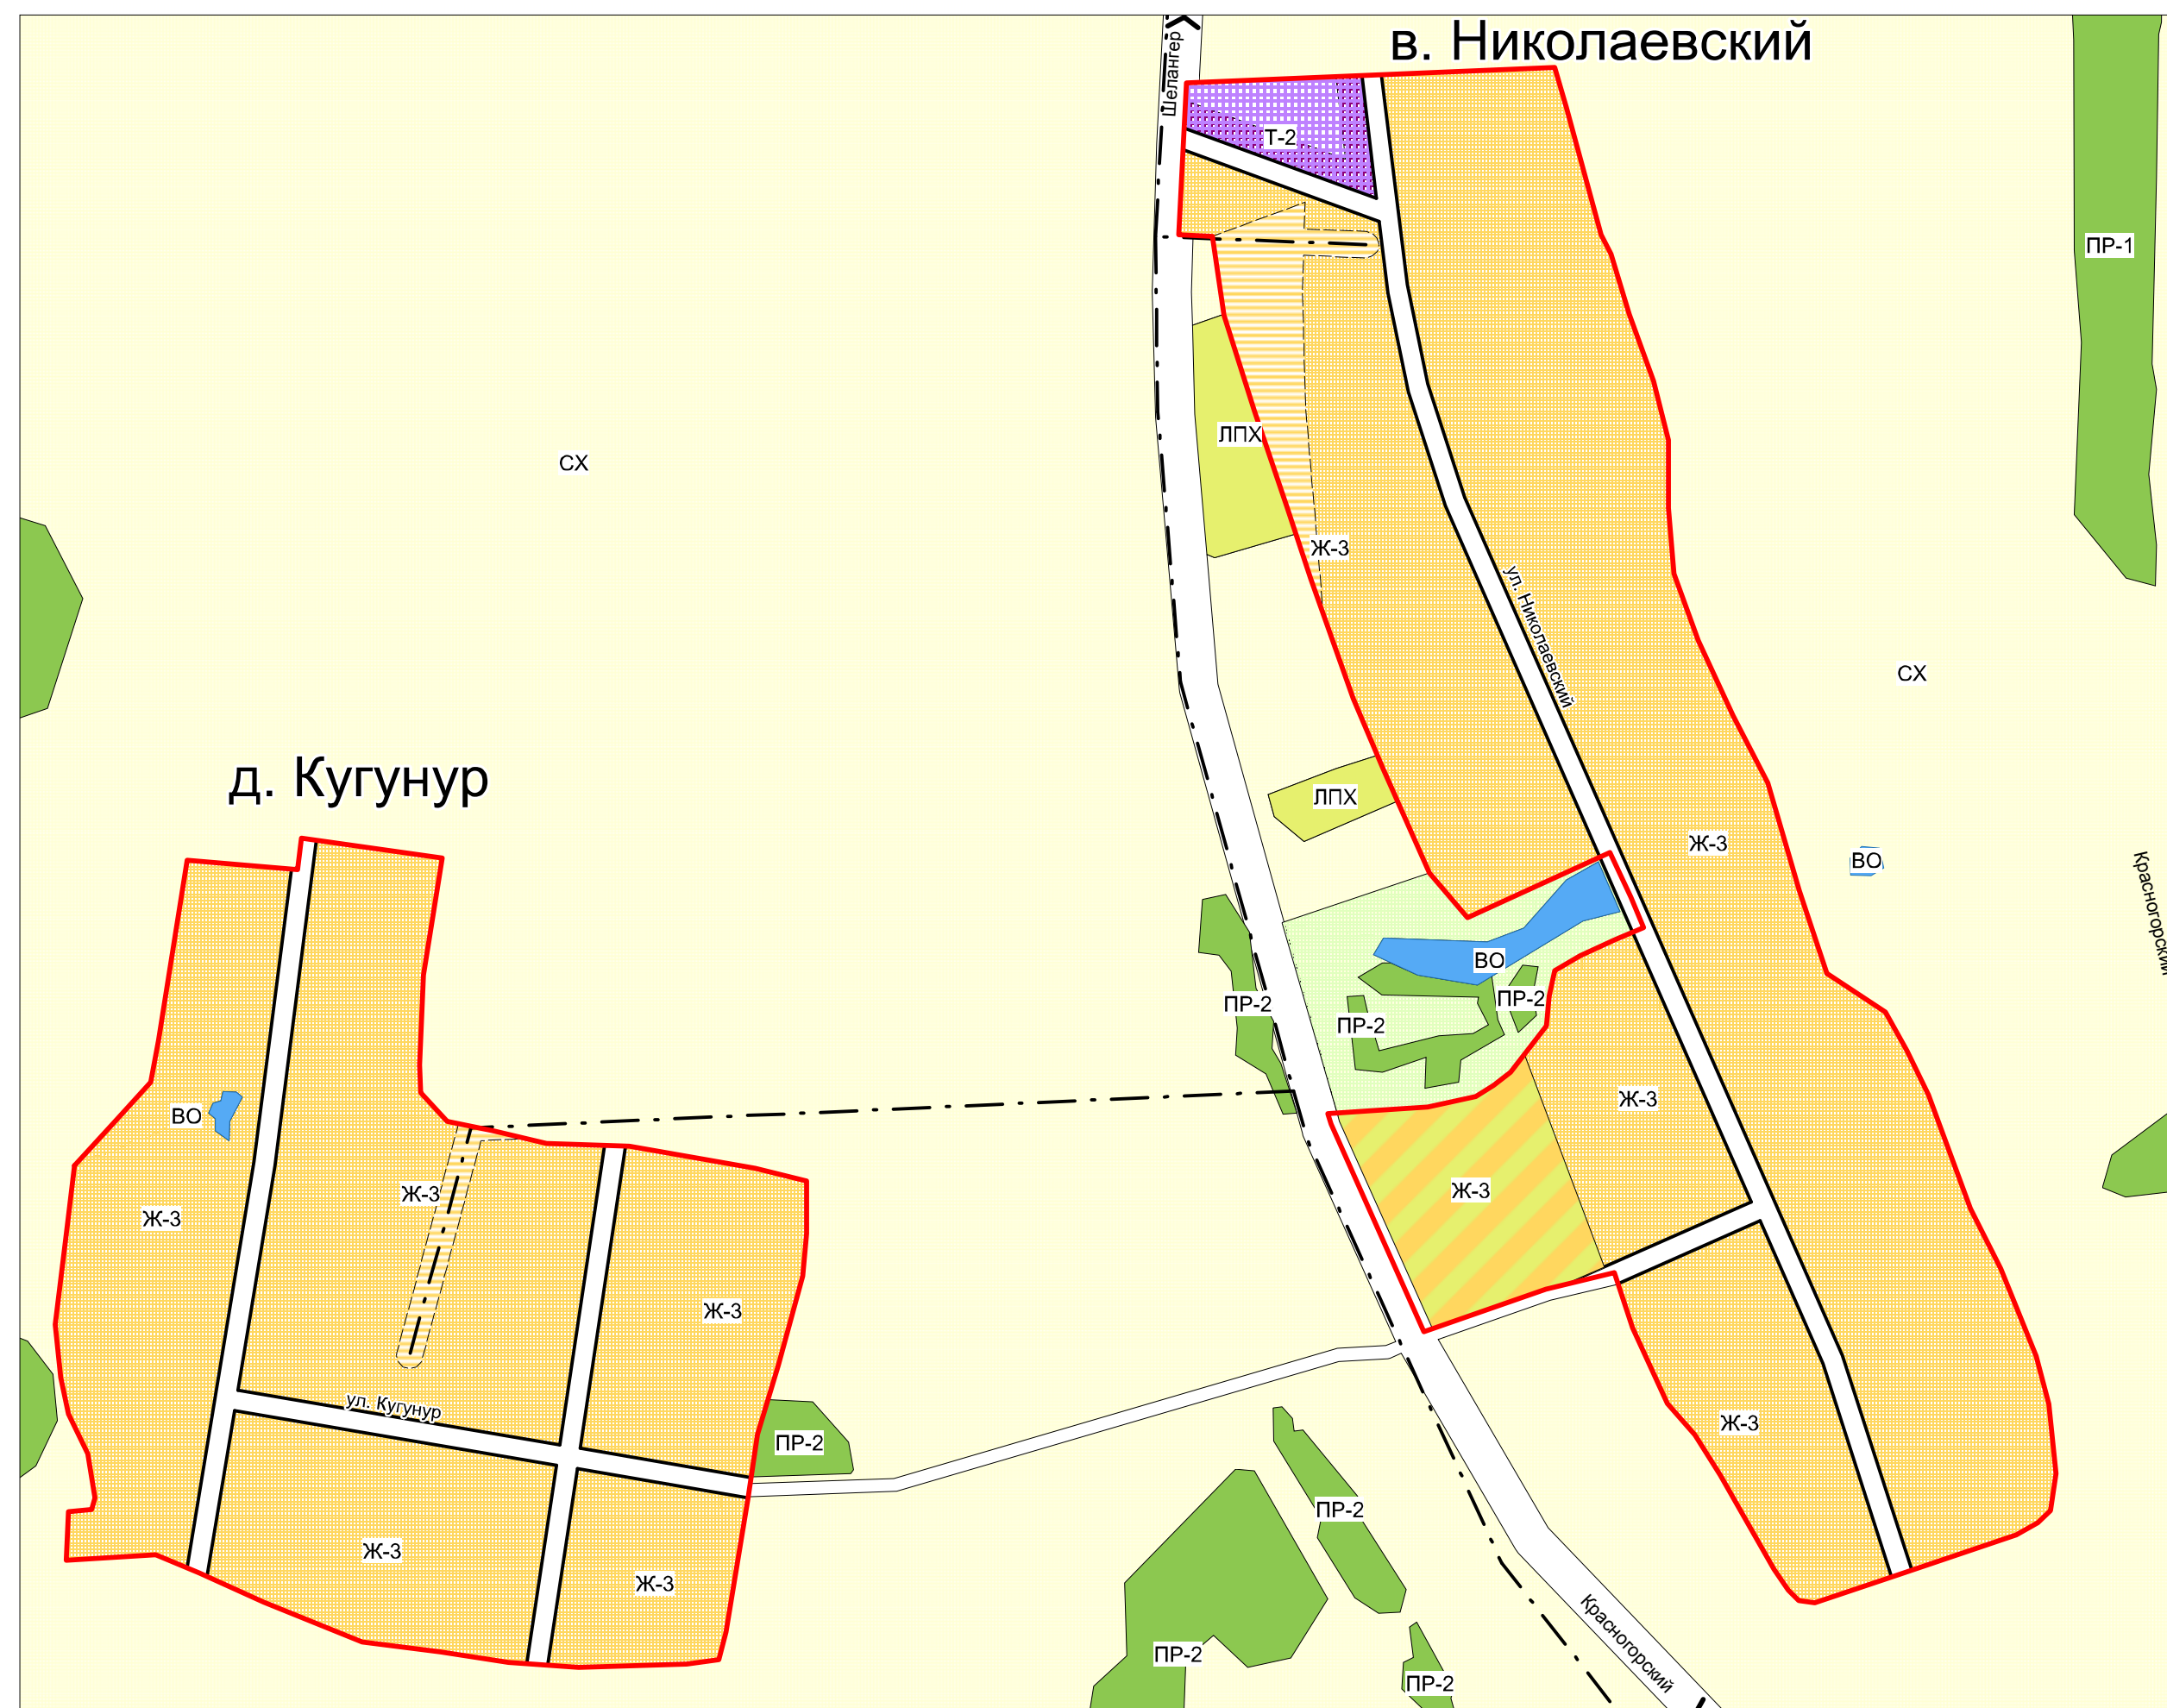 в. Николаевский
Шелангер
Т-2
ПР-1
ЛПХ
СХ
Ж-3
ул. Николаевский
СХ
д. Кугунур
ЛПХ
Ж-3
ВО
Красногорский
ВО
ПР-2
ПР-2
ПР-2
Ж-3
ВО
Ж-3
Ж-3
Ж-3
Ж-3
ул. Кугунур
Ж-3
ПР-2
ПР-2
Ж-3
Ж-3
Красногорский
ПР-2
ПР-2